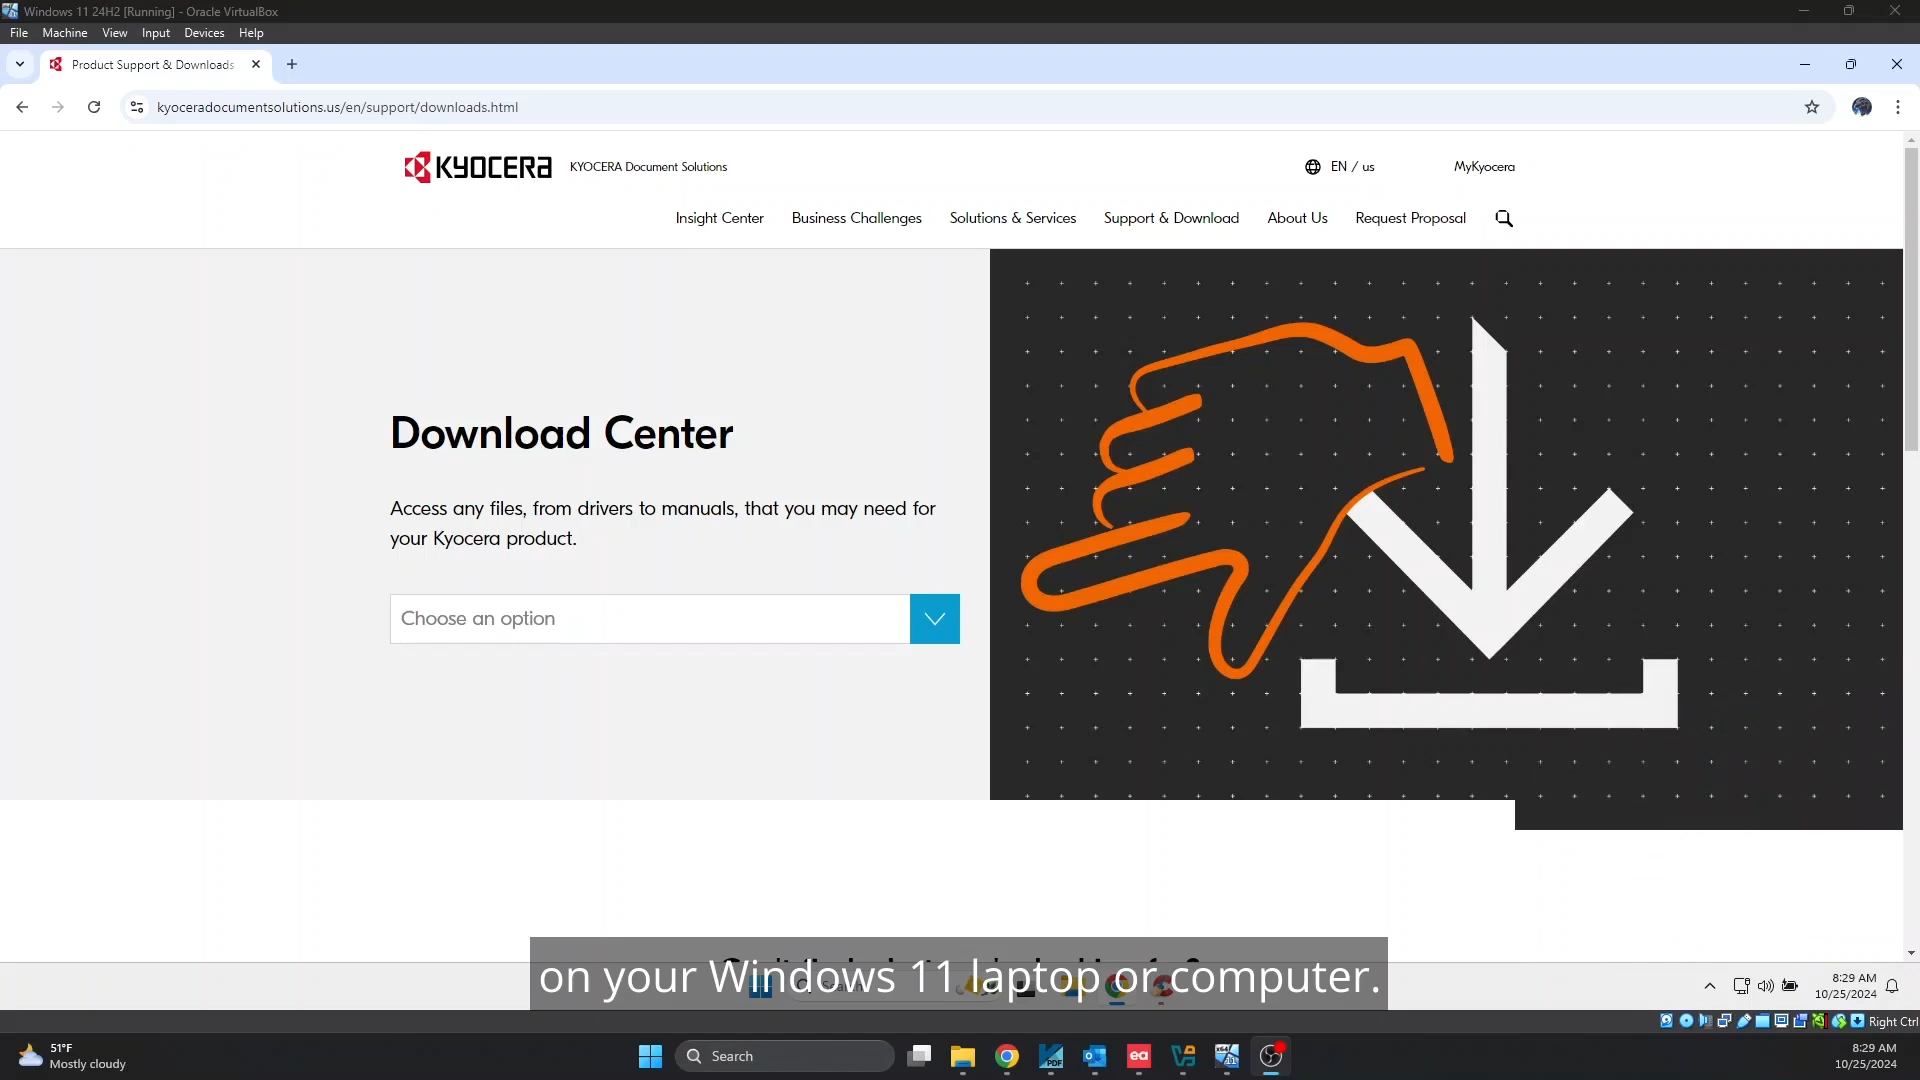 Windows 11 24H2 [Running] - Oracle VirtualBox
File Machine View Input Devices Help
Product Support & Downloads
kyoceradocumentsolutions.us/en/support/downloads.html
KYOCERA KYOCERA Document Solutions EN / us MyKyocera
Insight Center Business Challenges Solutions & Services Support & Download About Us Request Proposal
Download Center
Access any files, from drivers to manuals, that you may need for
your Kyocera product.
Choose an option
on your Windows 11 laptop or computer.
8:29 AM
10/25/2024
Right Ctrl
51°F
Mostly cloudy
Search
PDF
ea
x64
8:29 AM
10/25/2024